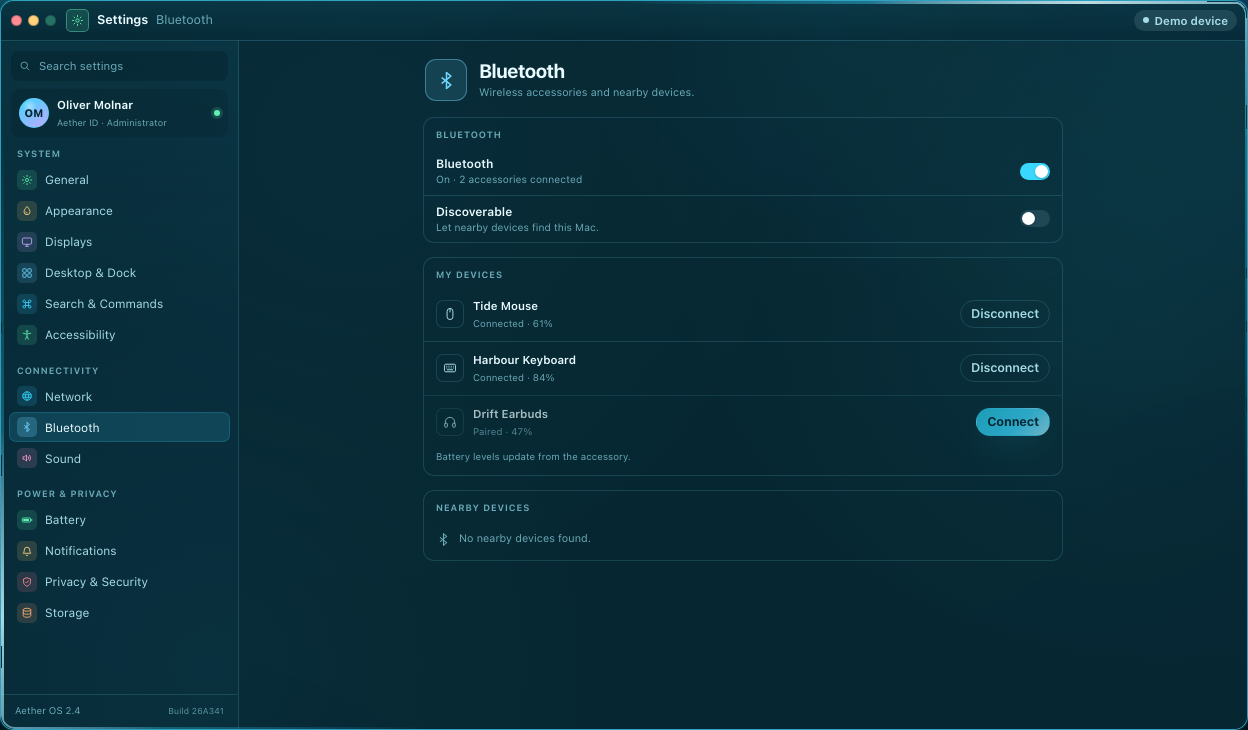 Settings Bluetooth
Demo device
Search settings
OM
Oliver Molnar
Aether ID · Administrator
SYSTEM
General
Appearance
Displays
Desktop & Dock
Search & Commands
Accessibility
CONNECTIVITY
Network
Bluetooth
Sound
POWER & PRIVACY
Battery
Notifications
Privacy & Security
Storage
Aether OS 2.4
Build 26A341
Bluetooth
Wireless accessories and nearby devices.
BLUETOOTH
Bluetooth
On · 2 accessories connected
Discoverable
Let nearby devices find this Mac.
MY DEVICES
Tide Mouse
Connected · 61%
Disconnect
Harbour Keyboard
Connected · 84%
Disconnect
Drift Earbuds
Paired · 47%
Connect
Battery levels update from the accessory.
NEARBY DEVICES
No nearby devices found.